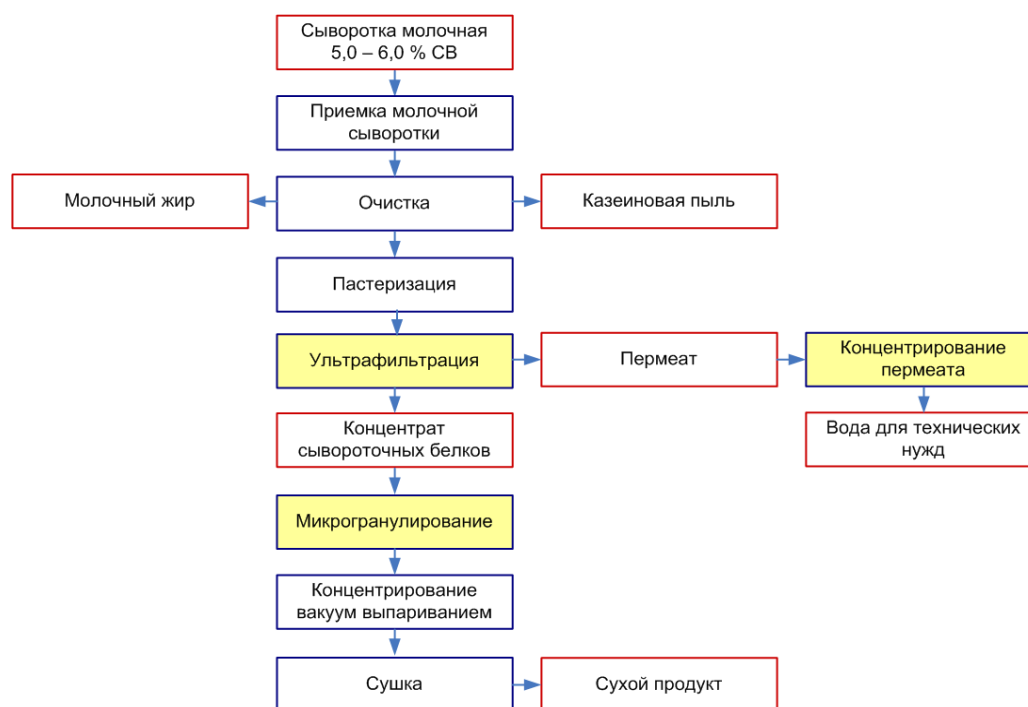 Сыворотка молочная
5,0 – 6,0 % СВ
Приемка молочной
сыворотки
Молочный жир
Очистка
Казеиновая пыль
Пастеризация
Ультрафильтрация
Пермеат
Концентрирование
пермеата
Концентрат
сывороточных белков
Вода для технических
нужд
Микрогранулирование
Концентрирование
вакуум выпариванием
Сушка
Сухой продукт